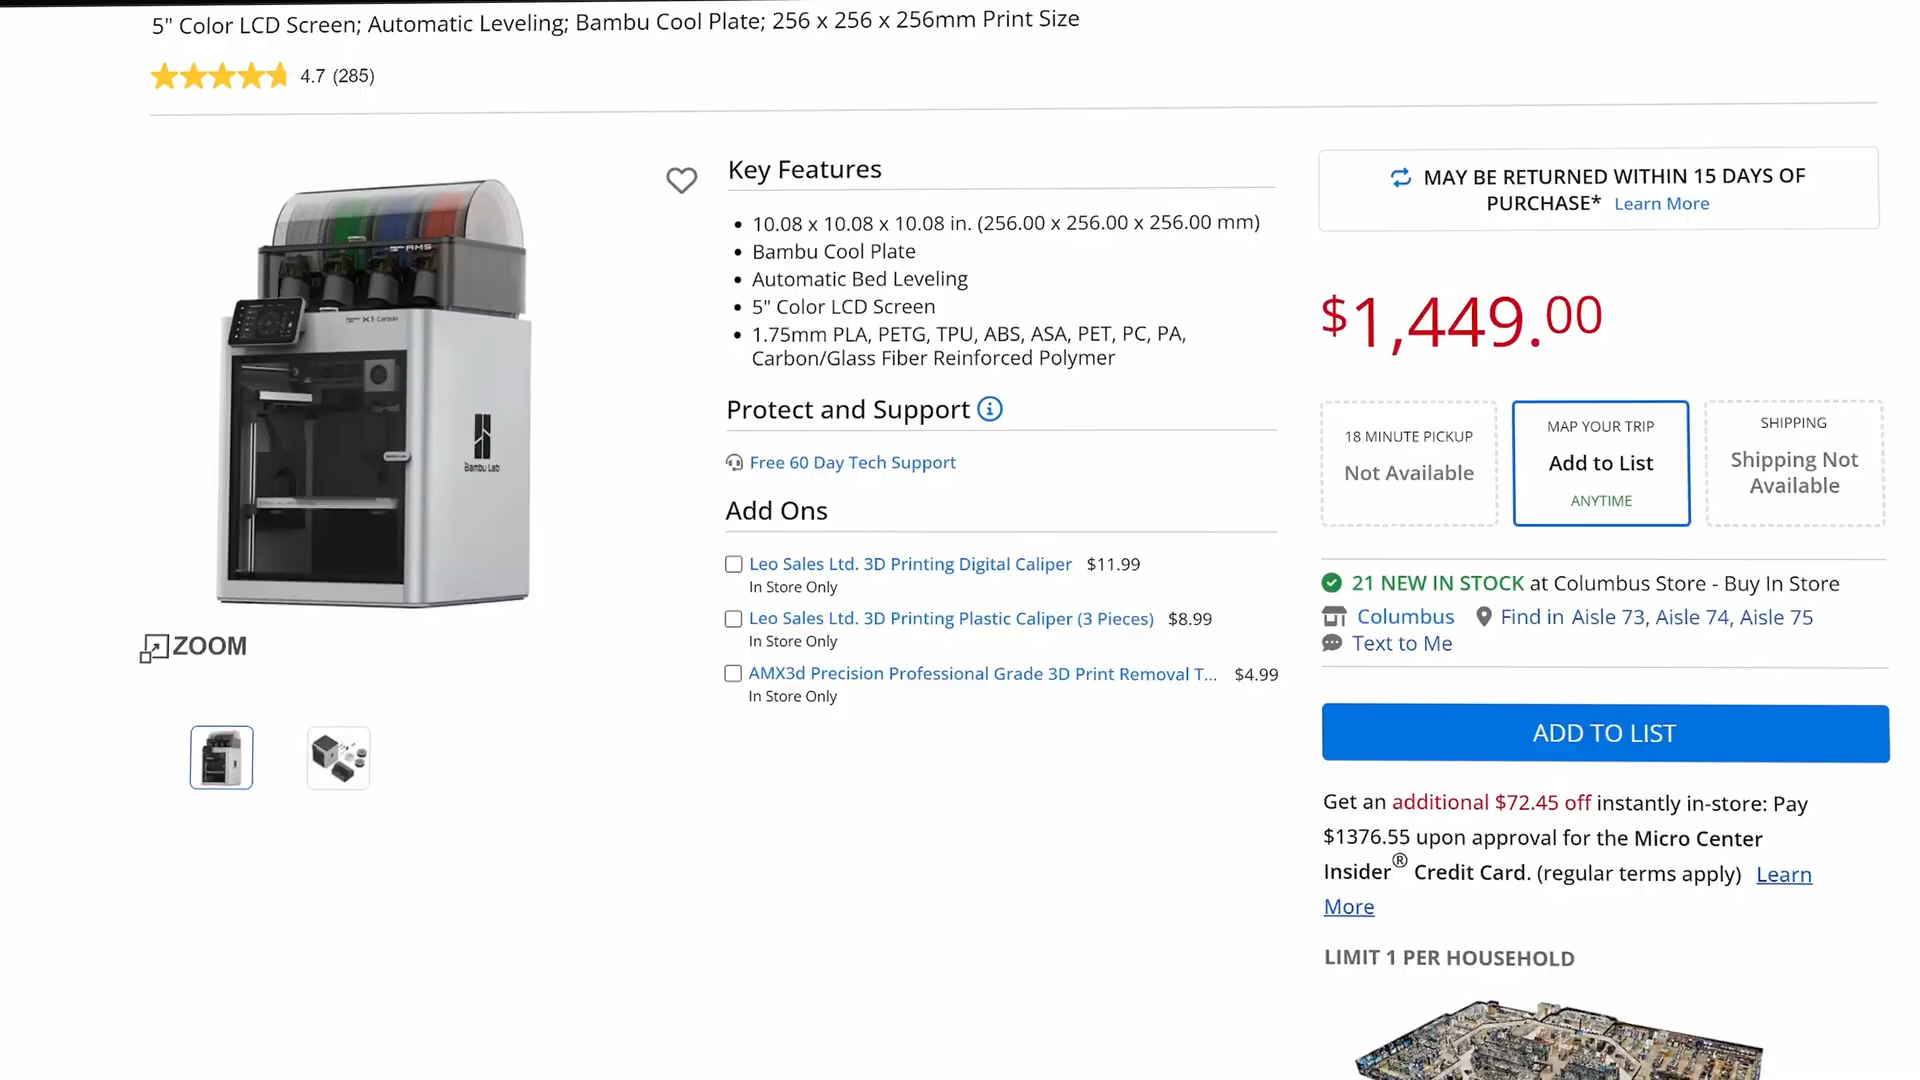 5" Color LCD Screen; Automatic Leveling; Bambu Cool Plate; 256 x 256 x 256mm Print Size
4.7 (285)
AMS
X1-Carbon
Bambu Lab
ZOOM
Key Features
10.08 x 10.08 x 10.08 in. (256.00 x 256.00 x 256.00 mm)
Bambu Cool Plate
Automatic Bed Leveling
5" Color LCD Screen
1.75mm PLA, PETG, TPU, ABS, ASA, PET, PC, PA,
Carbon/Glass Fiber Reinforced Polymer
Protect and Support
Free 60 Day Tech Support
Add Ons
Leo Sales Ltd. 3D Printing Digital Caliper $11.99
In Store Only
Leo Sales Ltd. 3D Printing Plastic Caliper (3 Pieces) $8.99
In Store Only
AMX3d Precision Professional Grade 3D Print Removal T... $4.99
In Store Only
MAY BE RETURNED WITHIN 15 DAYS OF
PURCHASE* Learn More
$1,449.00
18 MINUTE PICKUP
Not Available
MAP YOUR TRIP
Add to List
ANYTIME
SHIPPING
Shipping Not
Available
21 NEW IN STOCK at Columbus Store - Buy In Store
Columbus Find in Aisle 73, Aisle 74, Aisle 75
Text to Me
ADD TO LIST
Get an additional $72.45 off instantly in-store: Pay
$1376.55 upon approval for the Micro Center
Insider® Credit Card. (regular terms apply) Learn
More
LIMIT 1 PER HOUSEHOLD